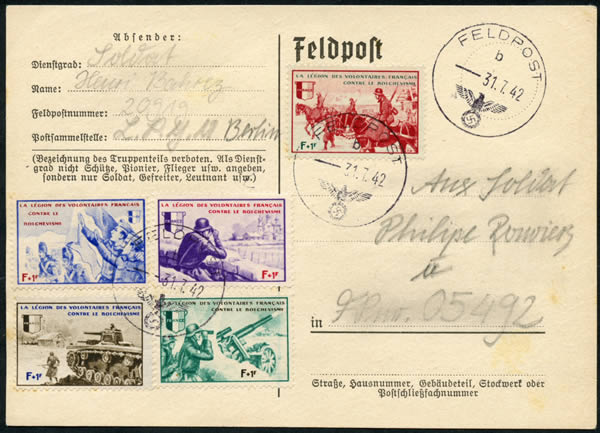 Absender:
Dienstgrad: Soldat
Name: Henri
Feldpostnummer:
Postsammelstelle: Berlin
(Bezeichnung des Truppenteils verboten. Als Dienst-
grad nicht Schütze, Pionier, Flieger usw. angeben,
sondern nur Soldat, Gefreiter, Leutnant usw.)
Feldpost
LA LÉGION DES VOLONTAIRES FRANÇAIS
CONTRE LE BOLCHEVISME
F+1F
FELDPOST
b
31.7.42
FELDPOST
b
31.7.42
LA LÉGION DES VOLONTAIRES FRANÇAIS
CONTRE LE BOLCHEVISME
F+1F
LA LÉGION DES VOLONTAIRES FRANÇAIS
CONTRE LE BOLCHEVISME
F+1F
31.7.42
LA LÉGION DES VOLONTAIRES FRANÇAIS
CONTRE LE BOLCHEVISME
F+1F
LA LÉGION DES VOLONTAIRES FRANÇAIS
CONTRE LE BOLCHEVISME
F+1F
Soldat
Philipe
in 05492
Straße, Hausnummer, Gebäudeteil, Stockwerk oder
Postschließfachnummer